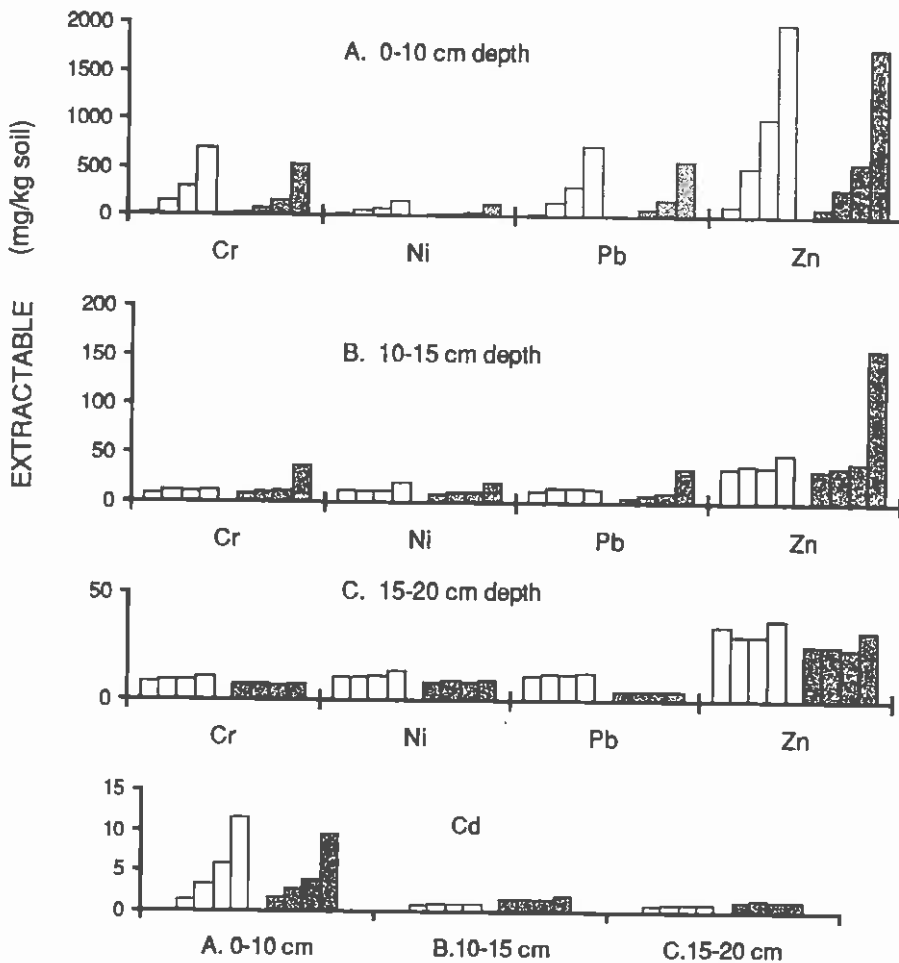 EXTRACTABLE (mg/kg soil)
2000
1500
1000
500
0
A. 0-10 cm depth
Cr Ni Pb Zn
200
150
100
50
0
B. 10-15 cm depth
Cr Ni Pb Zn
50
0
C. 15-20 cm depth
Cr Ni Pb Zn
15
10
5
0
Cd
A. 0-10 cm B.10-15 cm C.15-20 cm